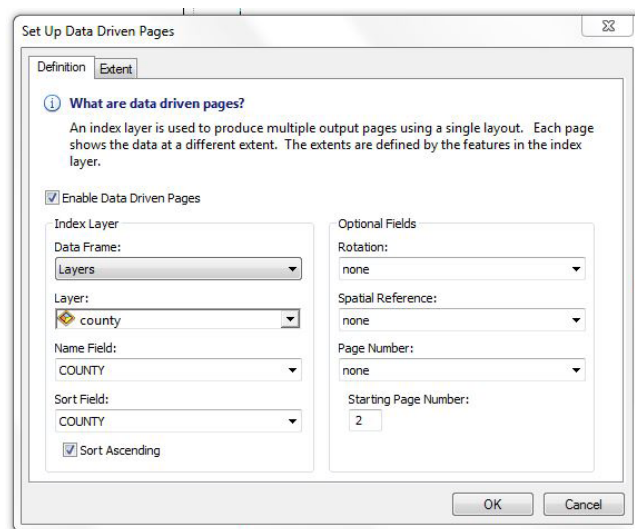 Set Up Data Driven Pages
Definition
Extent
What are data driven pages?
An index layer is used to produce multiple output pages using a single layout. Each page
shows the data at a different extent. The extents are defined by the features in the index
layer.
Enable Data Driven Pages
Index Layer
Data Frame:
Layers
Layer:
county
Name Field:
COUNTY
Sort Field:
COUNTY
Sort Ascending
Optional Fields
Rotation:
none
Spatial Reference:
none
Page Number:
none
Starting Page Number:
2
OK
Cancel